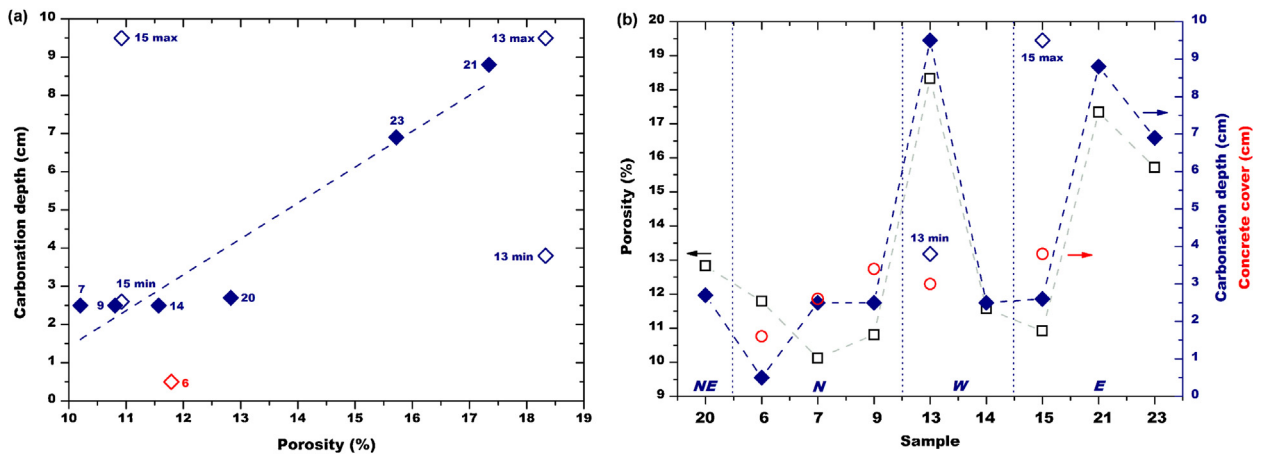 (a)
Carbonation depth (cm)
10
9
8
7
6
5
4
3
2
1
0
15 max
13 max
21
23
13 min
7
9
15 min
14
20
6
10 11 12 13 14 15 16 17 18 19
Porosity (%)
(b)
Porosity (%)
20
19
18
17
16
15
14
13
12
11
10
9
15 max
13 min
NE N W E
20 6 7 9 13 14 15 21 23
Sample
10
9
8
7
6
5
4
3
2
1
0
Carbonation depth (cm)
Concrete cover (cm)